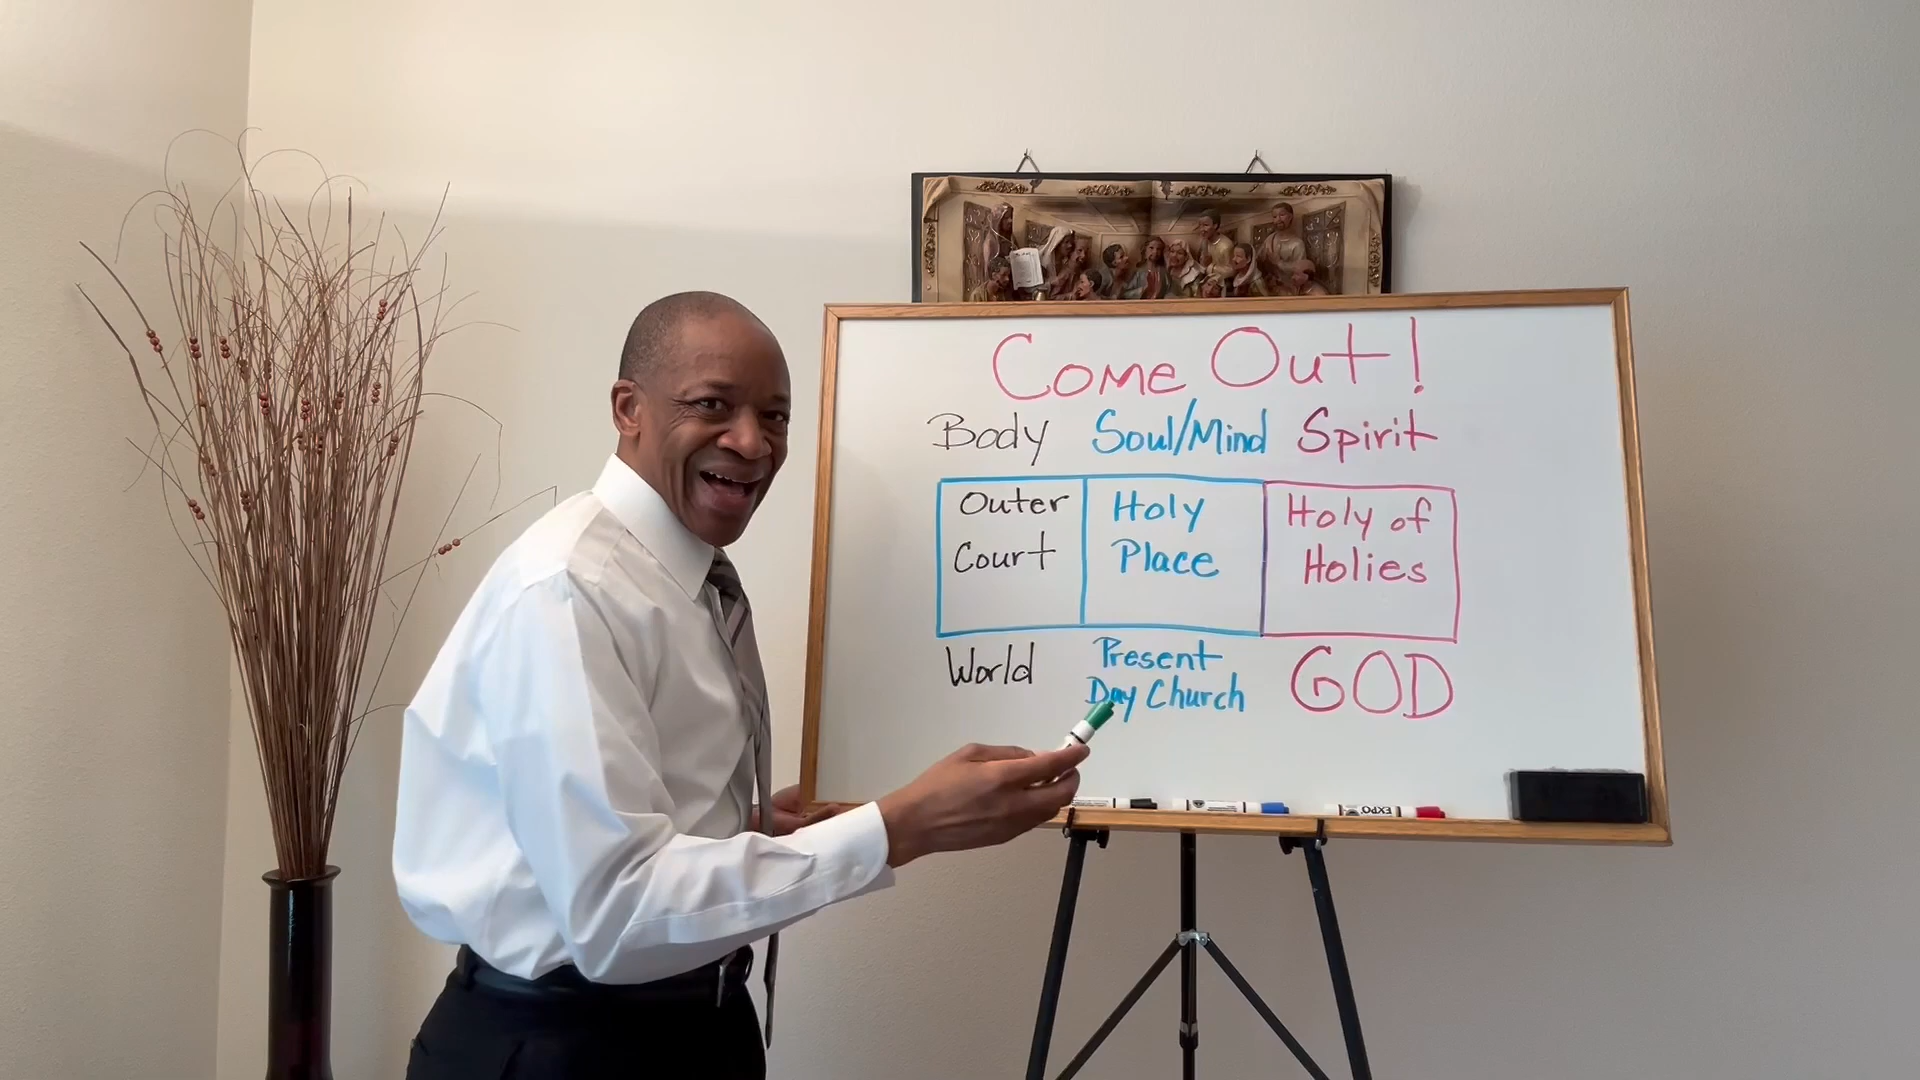 Come Out!
Body Soul/Mind Spirit
Outer Holy Holy of
Court Place Holies
World Present GOD
Day Church
EXPO